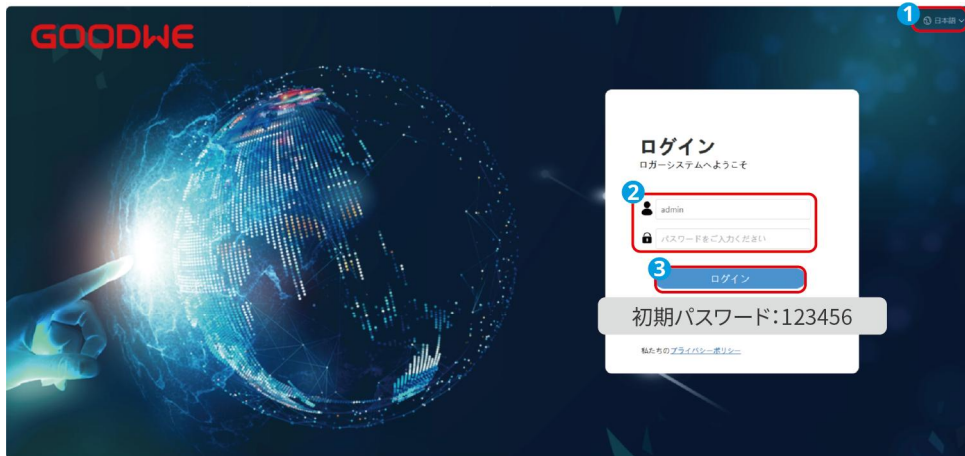 GOODWE
1
日本語
ログイン
ロガーシステムへようこそ
2
admin
パスワードをご入力ください
3
ログイン
初期パスワード:123456
私たちのプライバシーポリシー